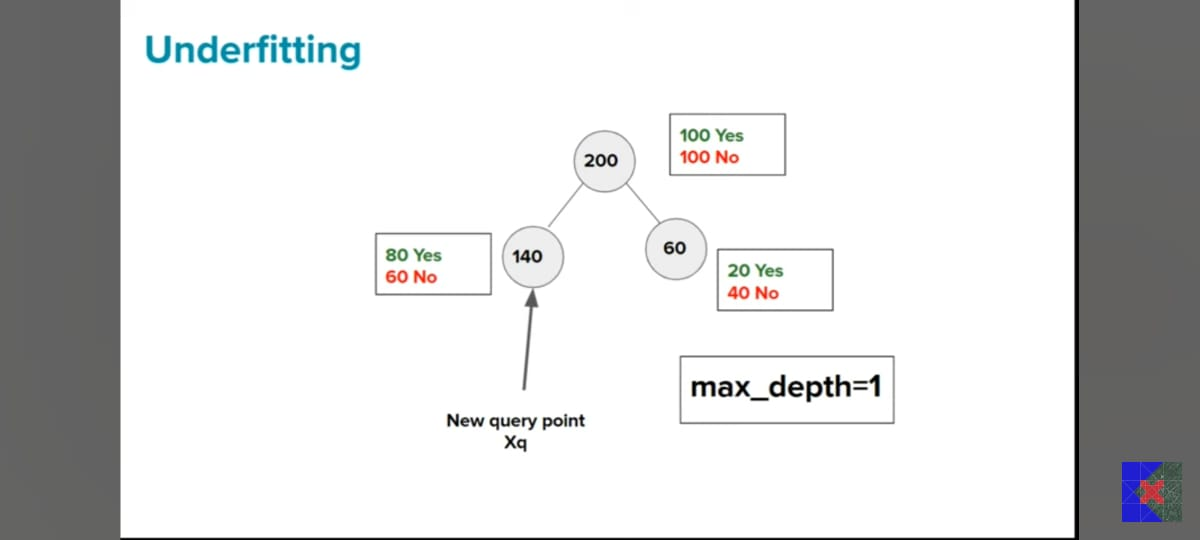 Underfitting
100 Yes
100 No
200
80 Yes
60 No
140
60
20 Yes
40 No
max_depth=1
New query point
Xq